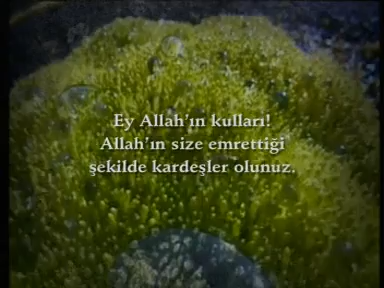 Ey Allah'ın kulları!
Allah'ın size emrettiği
şekilde kardeşler olunuz.